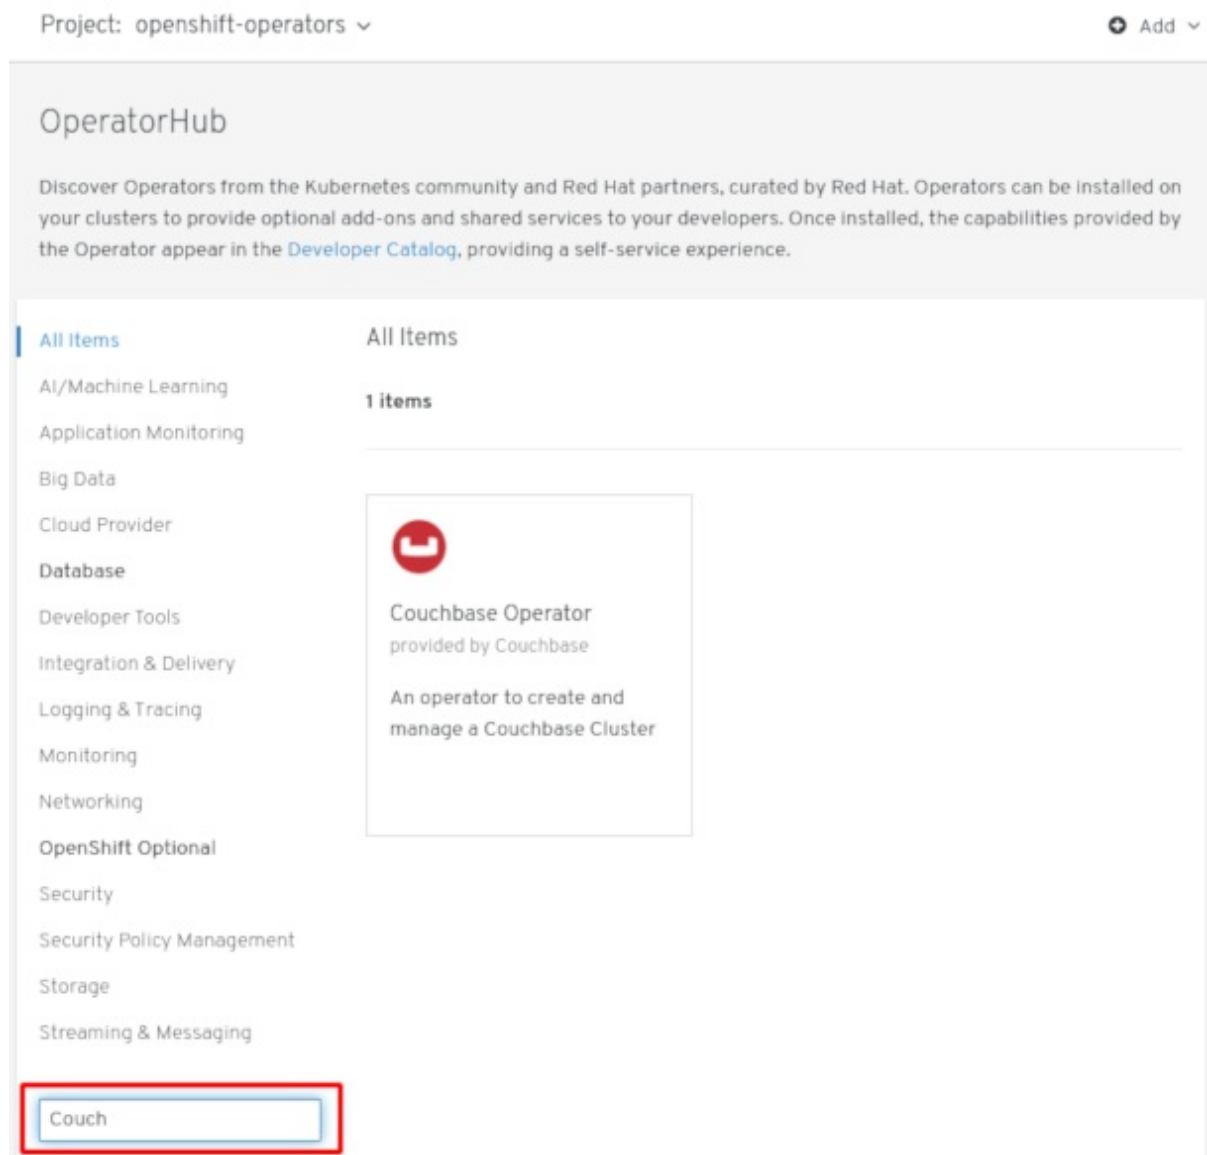 Project: openshift-operators
Add
OperatorHub
Discover Operators from the Kubernetes community and Red Hat partners, curated by Red Hat. Operators can be installed on
your clusters to provide optional add-ons and shared services to your developers. Once installed, the capabilities provided by
the Operator appear in the Developer Catalog, providing a self-service experience.
All Items
AI/Machine Learning
Application Monitoring
Big Data
Cloud Provider
Database
Developer Tools
Integration & Delivery
Logging & Tracing
Monitoring
Networking
OpenShift Optional
Security
Security Policy Management
Storage
Streaming & Messaging
Couch
All Items
1 items
Couchbase Operator
provided by Couchbase
An operator to create and
manage a Couchbase Cluster